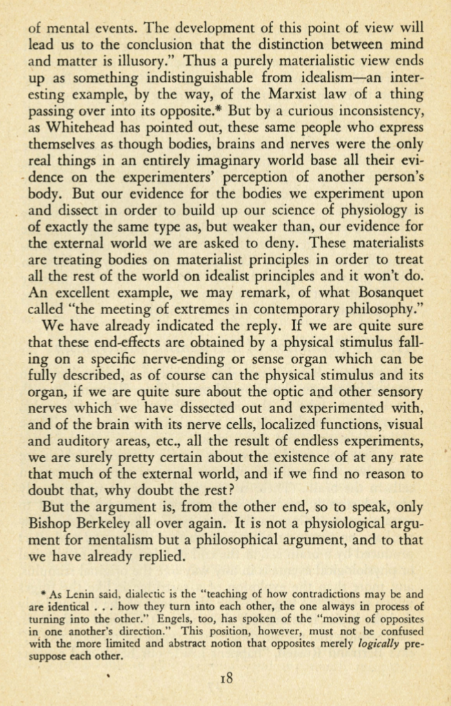 of mental events. The development of this point of view will
lead us to the conclusion that the distinction between mind
and matter is illusory.” Thus a purely materialistic view ends
up as something indistinguishable from idealism—an inter-
esting example, by the way, of the Marxist law of a thing
passing over into its opposite.* But by a curious inconsistency,
as Whitehead has pointed out, these same people who express
themselves as though bodies, brains and nerves were the only
real things in an entirely imaginary world base all their evi-
dence on the experimenters’ perception of another person’s
body. But our evidence for the bodies we experiment upon
and dissect in order to build up our science of physiology is
of exactly the same type as, but weaker than, our evidence for
the external world we are asked to deny. These materialists
are treating bodies on materialist principles in order to treat
all the rest of the world on idealist principles and it won’t do.
An excellent example, we may remark, of what Bosanquet
called “the meeting of extremes in contemporary philosophy.”
We have already indicated the reply. If we are quite sure
that these end-effects are obtained by a physical stimulus fall-
ing on a specific nerve-ending or sense organ which can be
fully described, as of course can the physical stimulus and its
organ, if we are quite sure about the optic and other sensory
nerves which we have dissected out and experimented with,
and of the brain with its nerve cells, localized functions, visual
and auditory areas, etc., all the result of endless experiments,
we are surely pretty certain about the existence of at any rate
that much of the external world, and if we find no reason to
doubt that, why doubt the rest?
But the argument is, from the other end, so to speak, only
Bishop Berkeley all over again. It is not a physiological argu-
ment for mentalism but a philosophical argument, and to that
we have already replied.
* As Lenin said, dialectic is the “teaching of how contradictions may be and
are identical . . . how they turn into each other, the one always in process of
turning into the other.” Engels, too, has spoken of the “moving of opposites
in one another’s direction.” This position, however, must not be confused
with the more limited and abstract notion that opposites merely logically pre-
suppose each other.
18